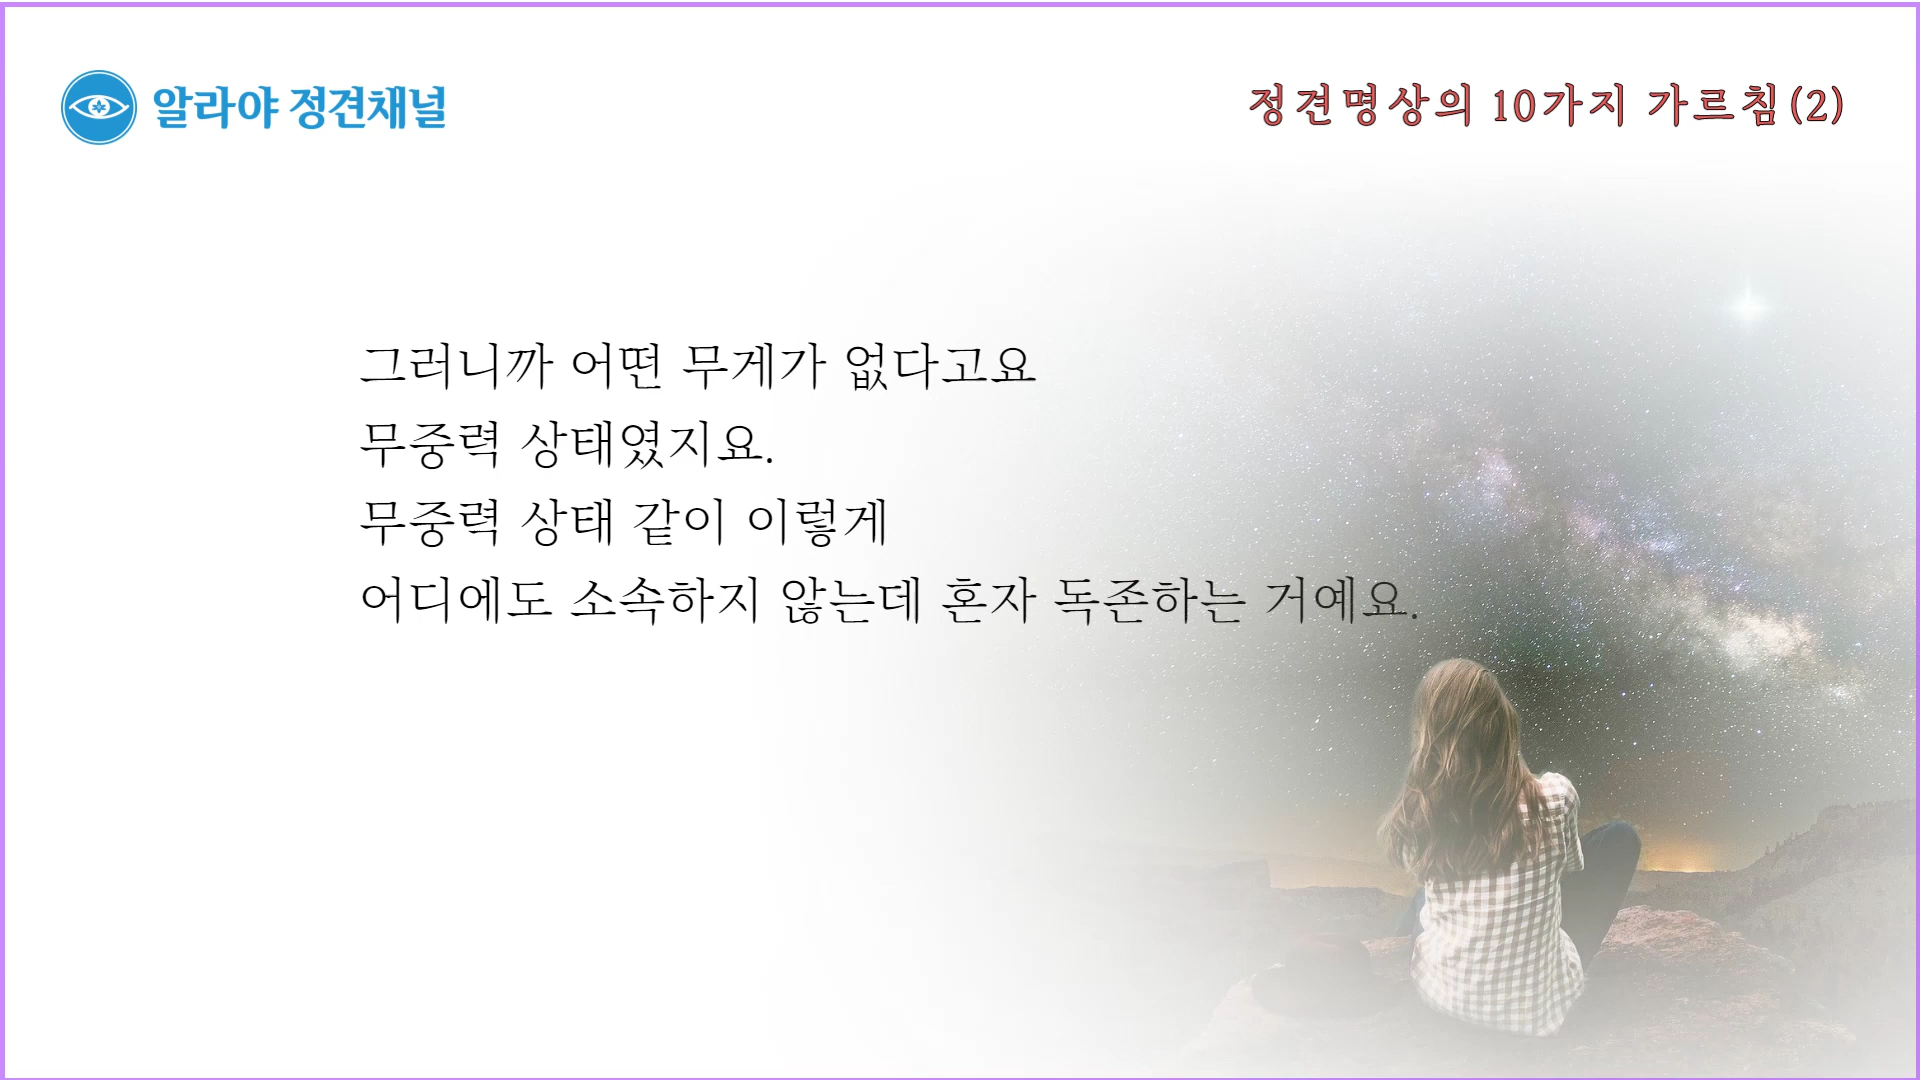 알라야 정견채널
정견명상의 10가지 가르침(2)
그러니까 어떤 무게가 없다고요
무중력 상태였지요.
무중력 상태 같이 이렇게
어디에도 소속하지 않는데 혼자 독존하는 거예요.